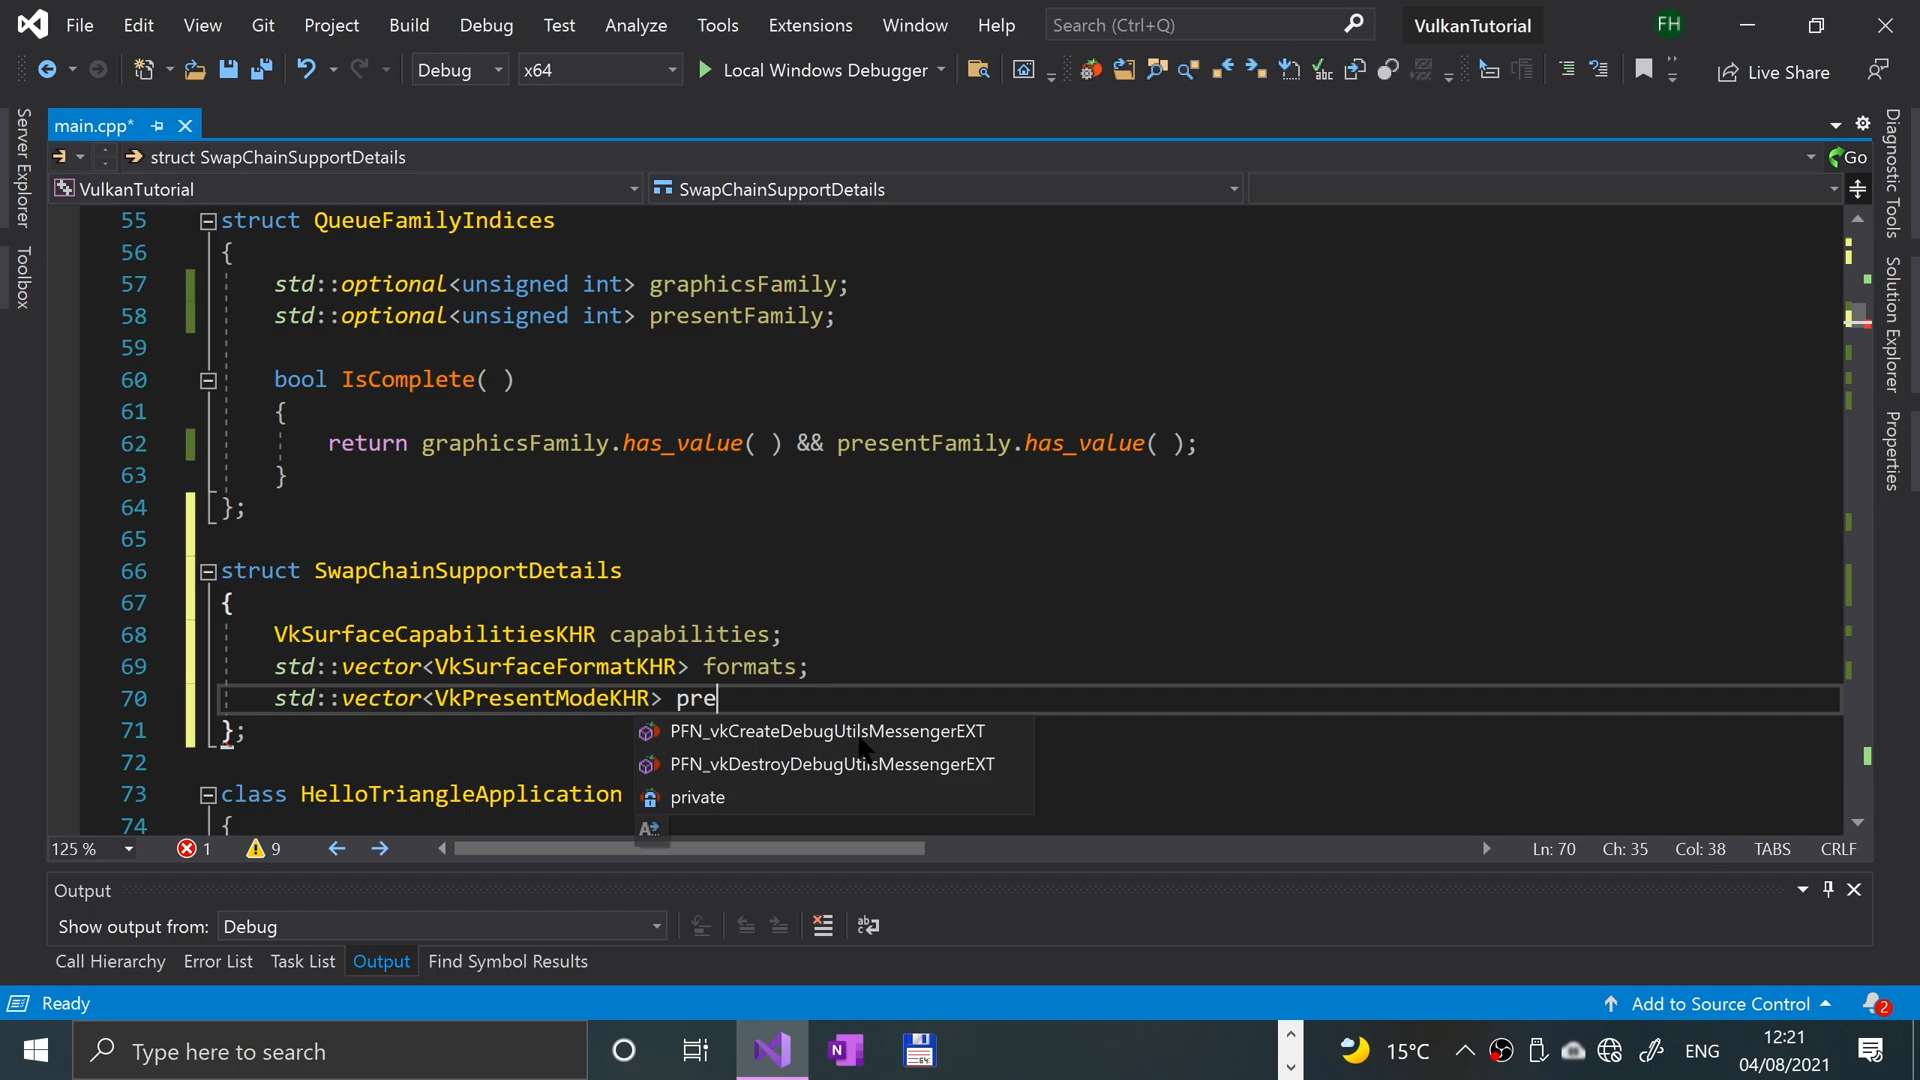 File Edit View Git Project Build Debug Test Analyze Tools Extensions Window Help Search (Ctrl+Q) VulkanTutorial FH
Debug x64 Local Windows Debugger Live Share
main.cpp*
struct SwapChainSupportDetails Go
VulkanTutorial SwapChainSupportDetails
Server Explorer
Toolbox
Diagnostic Tools
Solution Explorer
Properties
55 struct QueueFamilyIndices
56 {
57 std::optional<unsigned int> graphicsFamily;
58 std::optional<unsigned int> presentFamily;
59
60 bool IsComplete( )
61 {
62 return graphicsFamily.has_value( ) && presentFamily.has_value( );
63 }
64 };
65
66 struct SwapChainSupportDetails
67 {
68 VkSurfaceCapabilitiesKHR capabilities;
69 std::vector<VkSurfaceFormatKHR> formats;
70 std::vector<VkPresentModeKHR> pre
71 };
PFN_vkCreateDebugUtilsMessengerEXT
72
PFN_vkDestroyDebugUtilsMessengerEXT
73 class HelloTriangleApplication
private
74 {
125 % 1 9 Ln: 70 Ch: 35 Col: 38 TABS CRLF
Output
Show output from: Debug
Call Hierarchy Error List Task List Output Find Symbol Results
Ready Add to Source Control 2
Type here to search 15°C ENG 12:21
04/08/2021